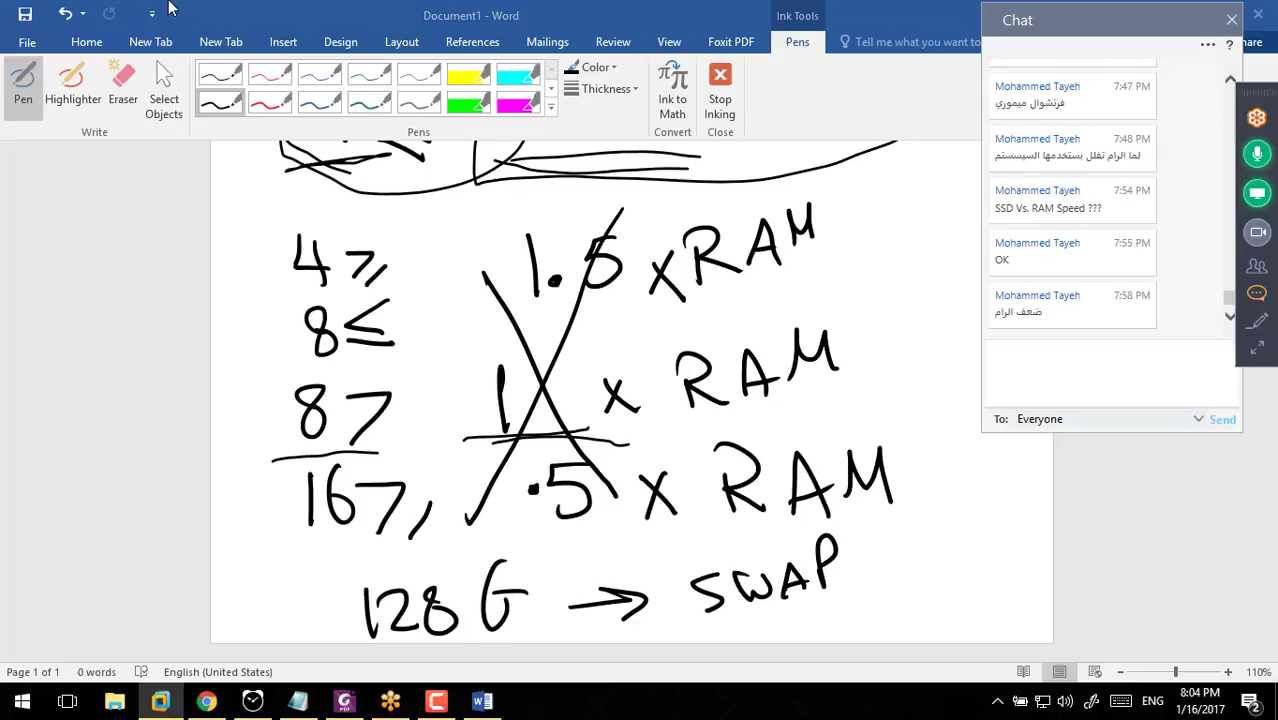 Document1 - Word
Ink Tools
Chat
File
Home
New Tab
New Tab
Insert
Design
Layout
References
Mailings
Review
View
Foxit PDF
Pens
Tell me what you want
Pen
Highlighter
Eraser
Select
Objects
Color
Thickness
Ink to
Math
Stop
Inking
Write
Pens
Convert
Close
Mohammed Tayeh 7:47 PM
فرتشوال ميموري
Mohammed Tayeh 7:48 PM
لما الرام تفلل يستخدمها السيستم
Mohammed Tayeh 7:54 PM
SSD Vs. RAM Speed ???
Mohammed Tayeh 7:55 PM
OK
Mohammed Tayeh 7:58 PM
ضعف الرام
To: Everyone
Send
4 ≥ 1.5 x RAM
8 ≤
8 > 1 x RAM
16 >, .5 x RAM
128 G → SWAP
Page 1 of 1 0 words English (United States) 110%
ENG
8:04 PM
1/16/2017